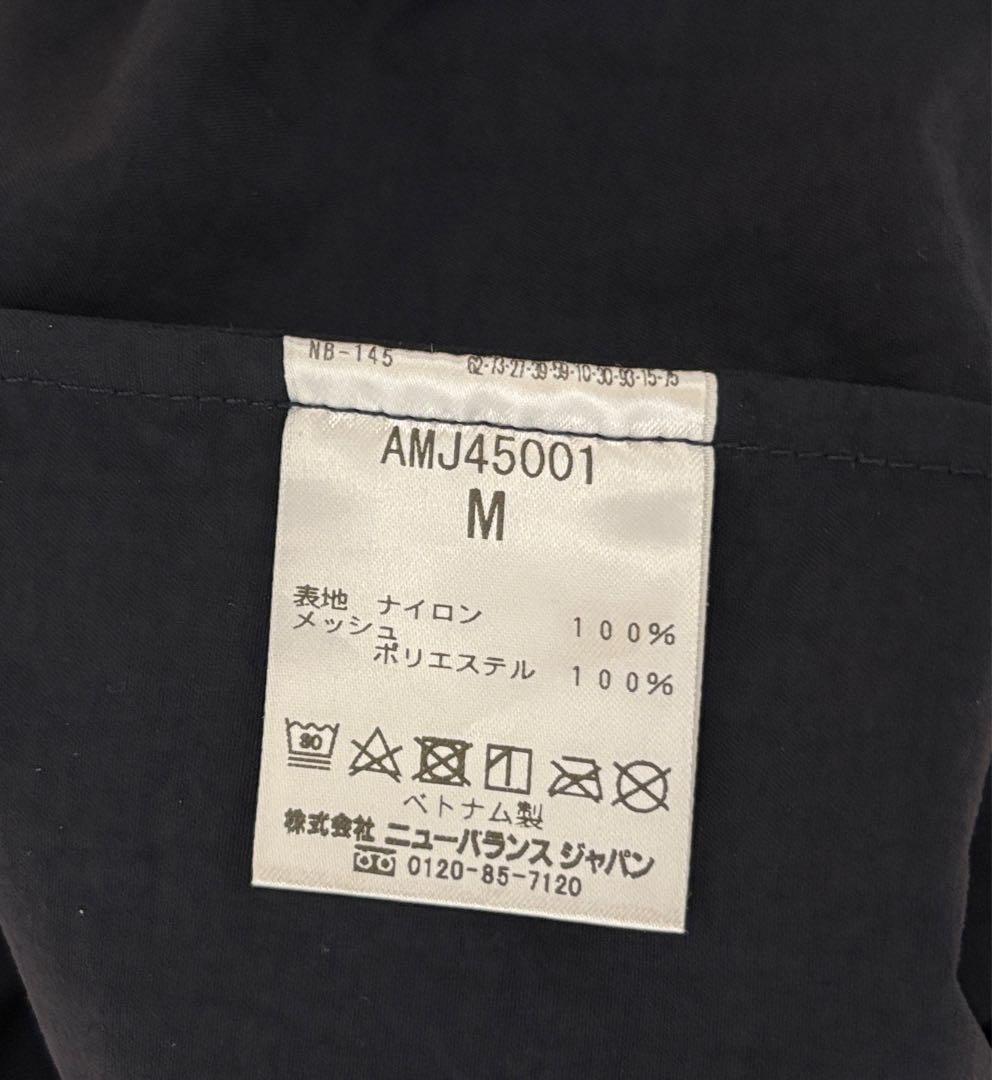 NB-145 62-73-27-39-59-10-30-93-15-75
AMJ45001
M
表地 ナイロン 100%
メッシュ
ポリエステル 100%
30
ベトナム製
株式会社 ニューバランス ジャパン
0120-85-7120